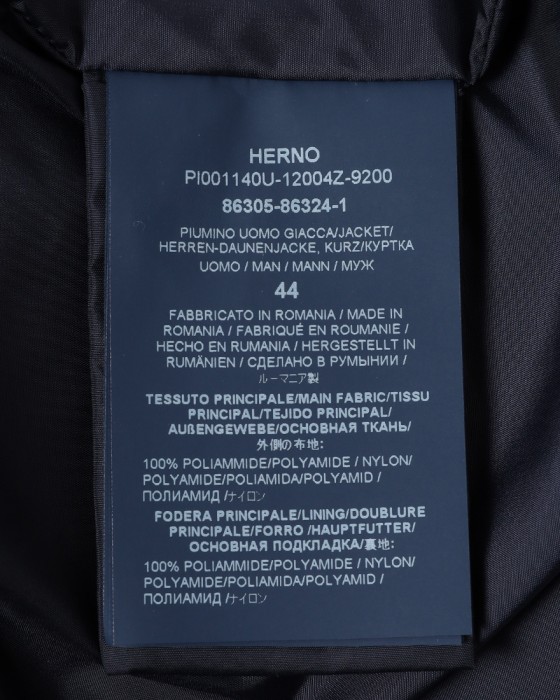 HERNO
PI001140U-12004Z-9200
86305-86324-1
PIUMINO UOMO GIACCA/JACKET/
HERREN-DAUNENJACKE, KURZ/КУРТКА
UOMO / MAN / MANN / МУЖ
44
FABBRICATO IN ROMANIA / MADE IN
ROMANIA / FABRIQUÉ EN ROUMANIE /
HECHO EN RUMANIA / HERGESTELLT IN
RUMÄNIEN / СДЕЛАНО В РУМЫНИИ /
ルーマニア製
TESSUTO PRINCIPALE/MAIN FABRIC/TISSU
PRINCIPAL/TEJIDO PRINCIPAL/
AUßENGEWEBE/ОСНОВНАЯ ТКАНЬ/
外側の布地:
100% POLIAMMIDE/POLYAMIDE / NYLON/
POLYAMIDE/POLIAMIDA/POLYAMID /
ПОЛИАМИД /ナイロン
FODERA PRINCIPALE/LINING/DOUBLURE
PRINCIPALE/FORRO /HAUPTFUTTER/
ОСНОВНАЯ ПОДКЛАДКА/裏地:
100% POLIAMMIDE/POLYAMIDE / NYLON/
POLYAMIDE/POLIAMIDA/POLYAMID /
ПОЛИАМИД /ナイロン